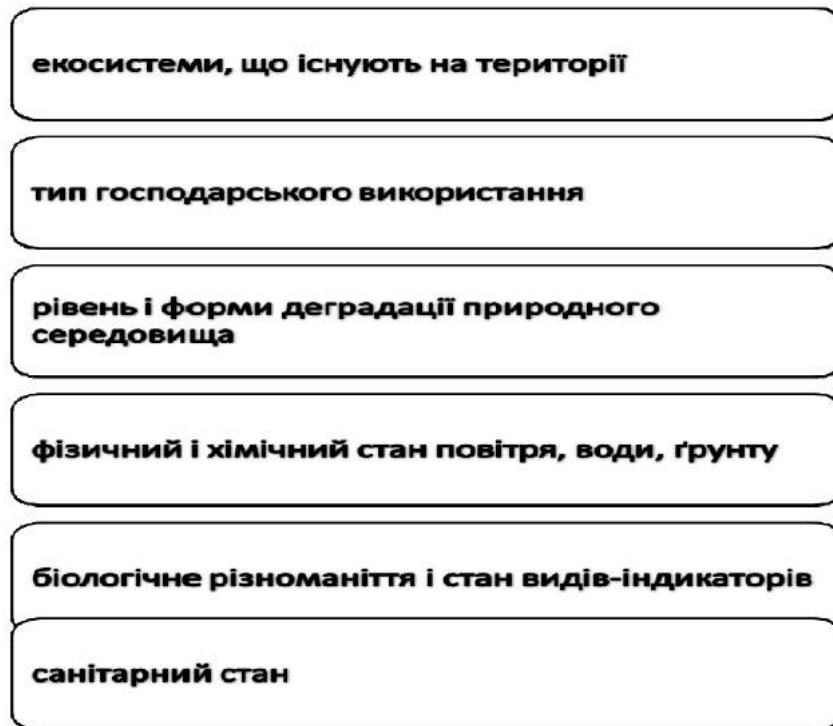 екосистеми, що існують на території
тип господарського використання
рівень і форми деградації природного
середовища
фізичний і хімічний стан повітря, води, ґрунту
біологічне різноманіття і стан видів-індикаторів
санітарний стан